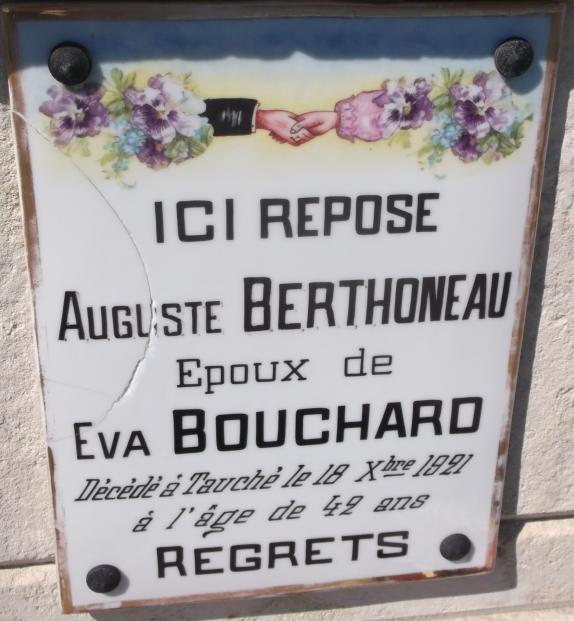 ICI REPOSE
AUGUSTE BERTHONEAU
Epoux de
EVA BOUCHARD
Décédé à Tauché le 18 Xbre 1921
à l'âge de 42 ans
REGRETS